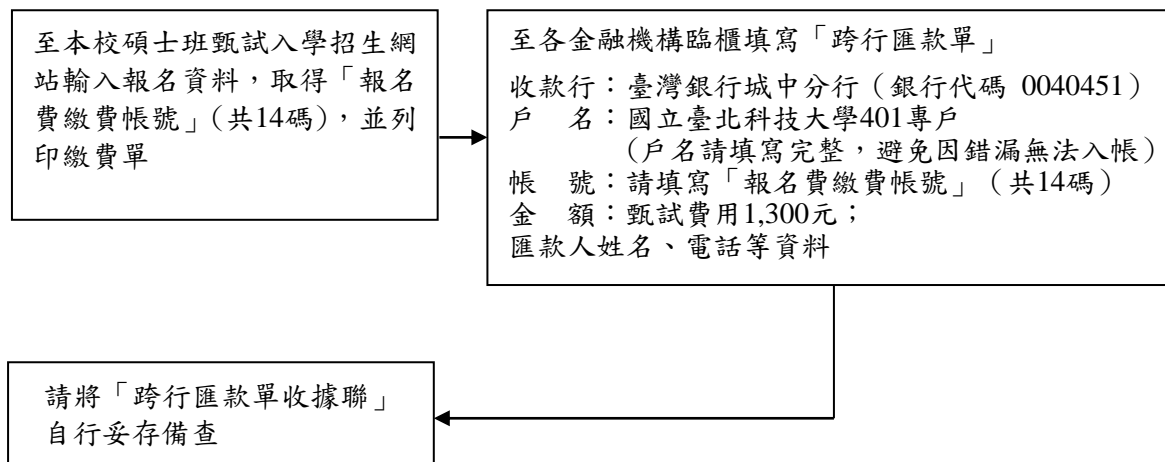 至本校碩士班甄試入學招生網
站輸入報名資料，取得「報名
費繳費帳號」(共14碼)，並列
印繳費單
至各金融機構臨櫃填寫「跨行匯款單」
收款行：臺灣銀行城中分行（銀行代碼 0040451）
戶　名：國立臺北科技大學401專戶
(戶名請填寫完整，避免因錯漏無法入帳)
帳　號：請填寫「報名費繳費帳號」（共14碼）
金　額：甄試費用1,300元；
匯款人姓名、電話等資料
請將「跨行匯款單收據聯」
自行妥存備查